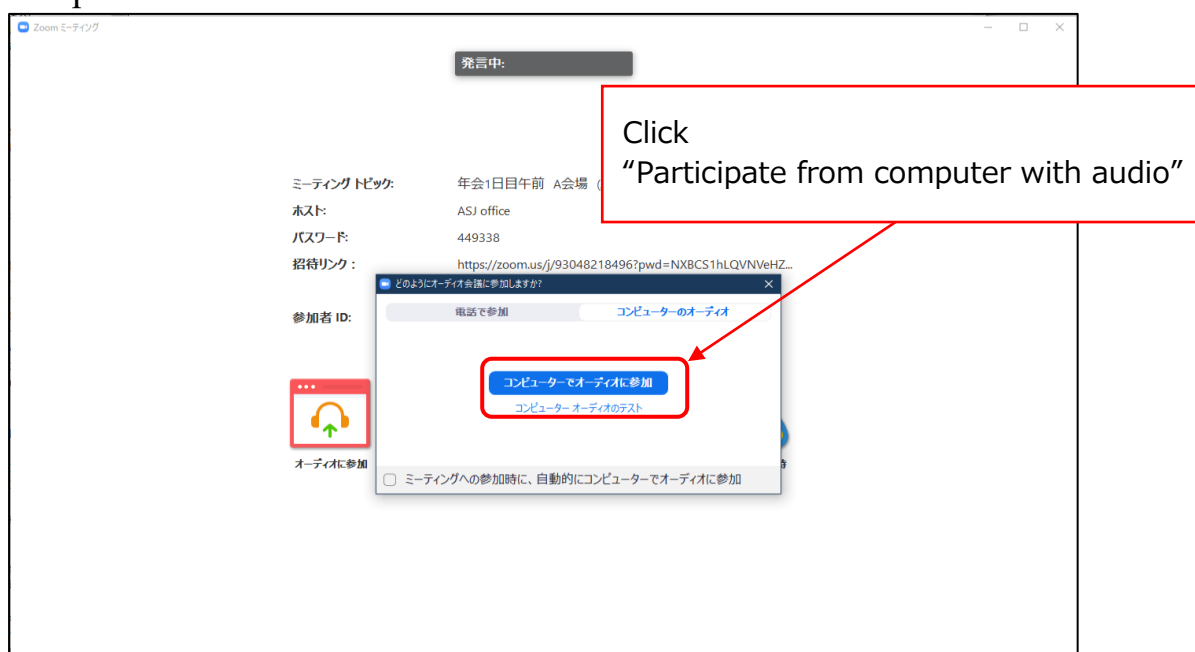 Zoom ミーティング
発言中:
Click
“Participate from computer with audio”
ミーティング トピック: 年会1日目午前 A会場 (
ホスト: ASJ office
パスワード: 449338
招待リンク: https://zoom.us/j/93048218496?pwd=NXBCS1hLQVNVeHZ...
どのようにオーディオ会議に参加しますか?
参加者 ID:
電話で参加 コンピューターのオーディオ
コンピューターでオーディオに参加
コンピューター オーディオのテスト
オーディオに参加
ミーティングへの参加時に、自動的にコンピューターでオーディオに参加